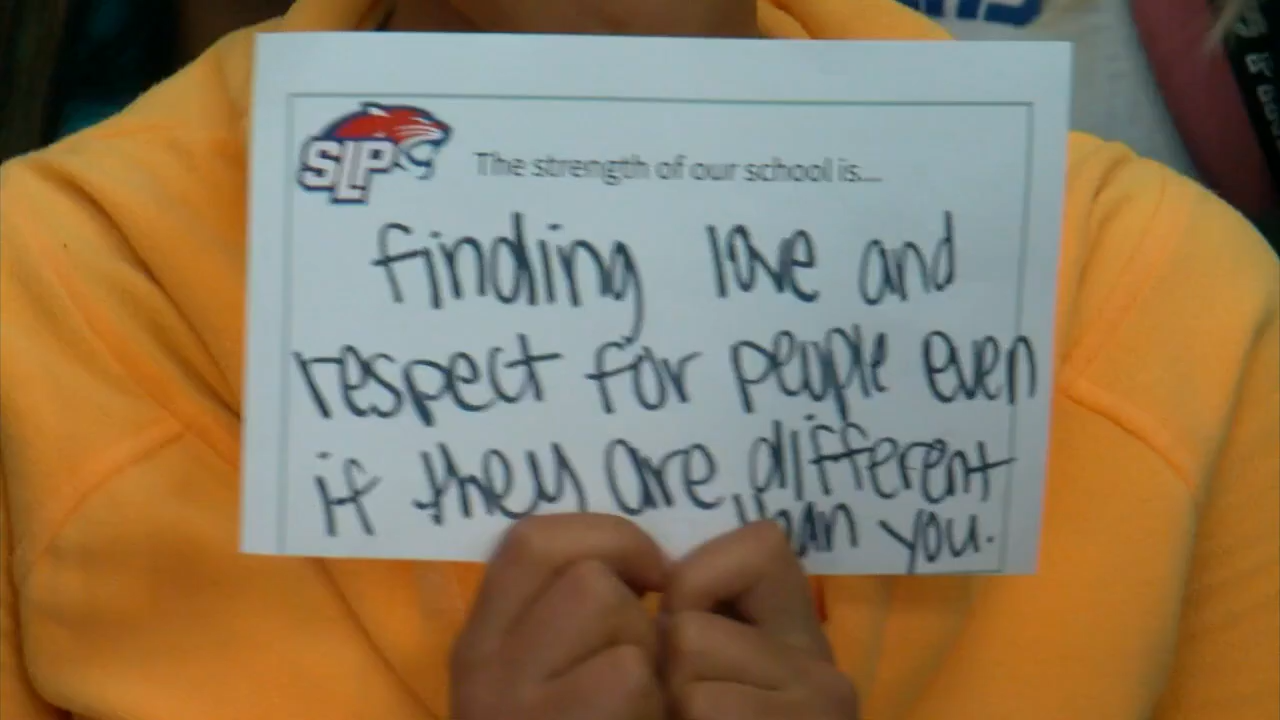 SLP
The strength of our school is...
finding love and
respect for people even
if they are different
than you.